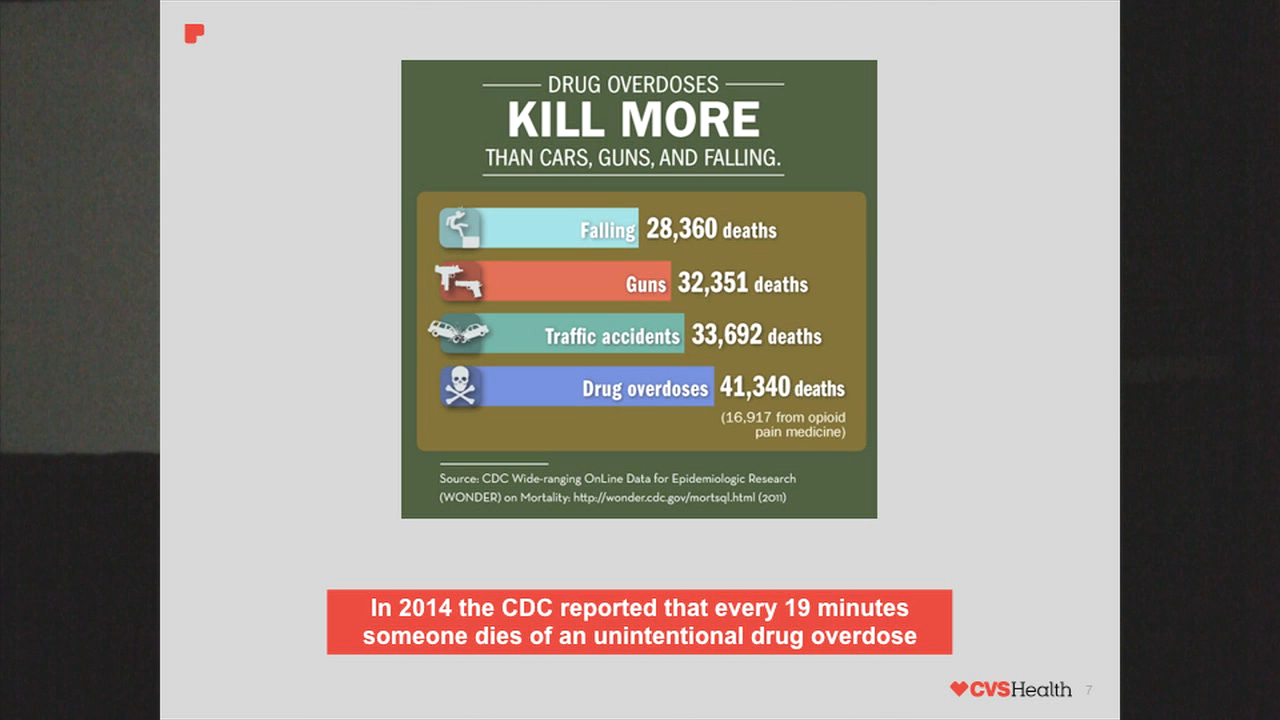 DRUG OVERDOSES
KILL MORE
THAN CARS, GUNS, AND FALLING.
Falling 28,360 deaths
Guns 32,351 deaths
Traffic accidents 33,692 deaths
Drug overdoses 41,340 deaths
(16,917 from opioid
pain medicine)
Source: CDC Wide-ranging OnLine Data for Epidemiologic Research
(WONDER) on Mortality: http://wonder.cdc.gov/mortsql.html (2011)
In 2014 the CDC reported that every 19 minutes
someone dies of an unintentional drug overdose
CVSHealth 7